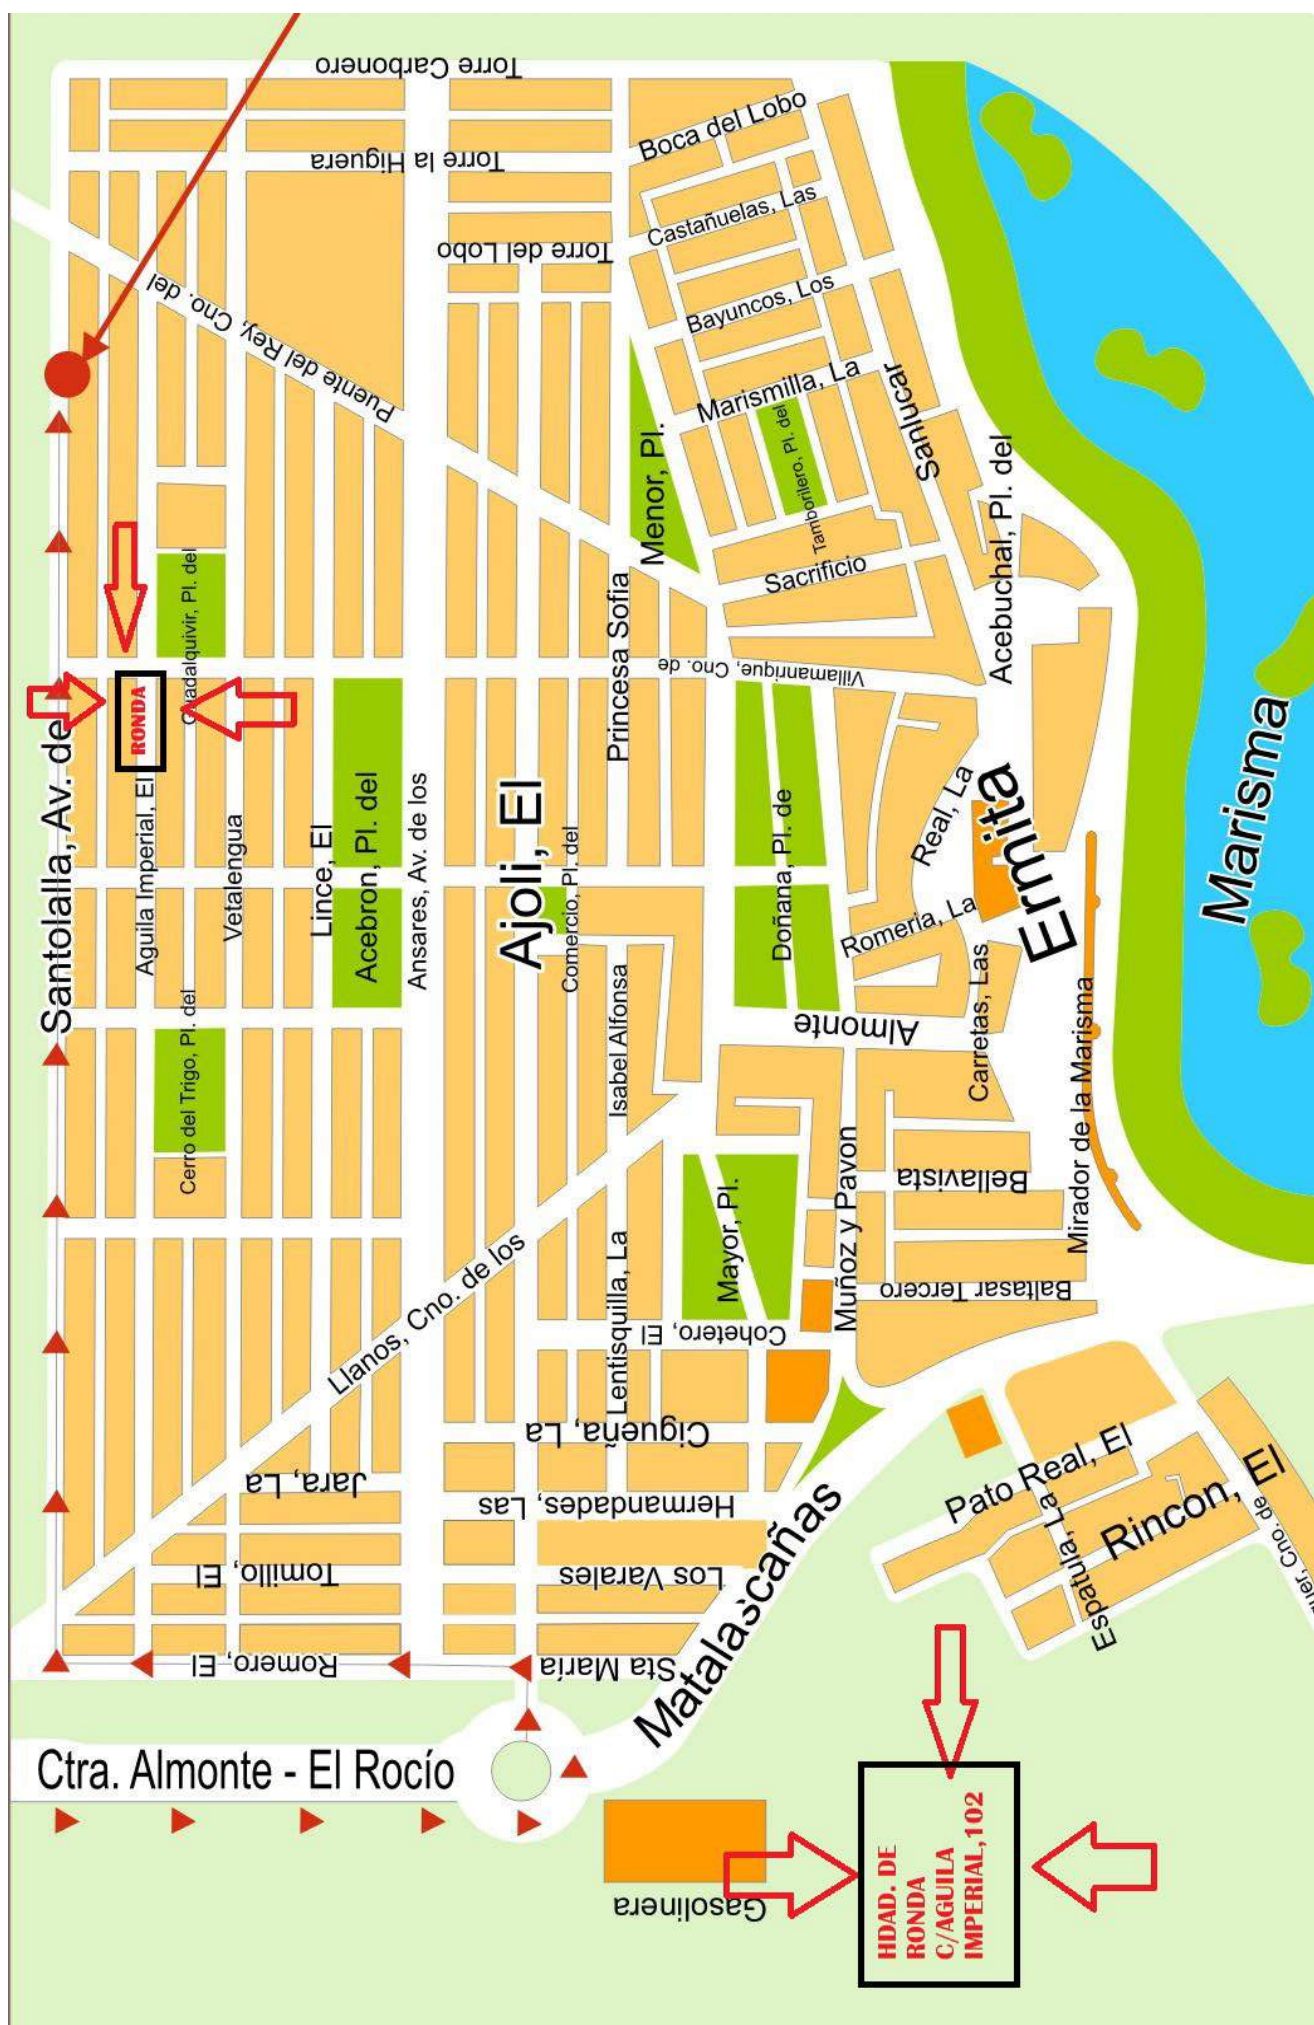 Torre Carbonero
Boca del Lobo
Torre la Higuera
Castañuelas, Las
Torre del Lobo
Puente del Rey, Cno. del
Bayuncos, Los
Marismilla, La
Sanlucar
Menor, Pl.
Tamborilero, Pl. del
Acebuchal, Pl. del
Sacrificio
Guadalquivir, Pl. del
Princesa Sofia
Villamanrique, Cno. de
RONDA
Santolalla, Av. de
Aguila Imperial, El
Vetalengua
Lince, El
Acebron, Pl. del
Ansares, Av. de los
Ajoli, El
Comercio, Pl. del
Doñana, Pl. de
Real, La
Ermita
Marisma
Romeria, La
Carretas, Las
Almonte
Isabel Alfonsa
Cerro del Trigo, Pl. del
Mirador de la Marisma
Bellavista
Muñoz y Pavon
Mayor, Pl.
Baltasar Tercero
Llanos, Cno. de los
Lentisquilla, La
Cohetero, El
Cigueña, La
Jara, La
Hermandades, Las
Pato Real, El
Rincon, El
Espatula, La
Tomillo, El
Los Varales
Matalascañas
Romero, El
Sta María
Ctra. Almonte - El Rocío
Gasolinera
HDAD. DE
RONDA
C/AGUILA
IMPERIAL,102